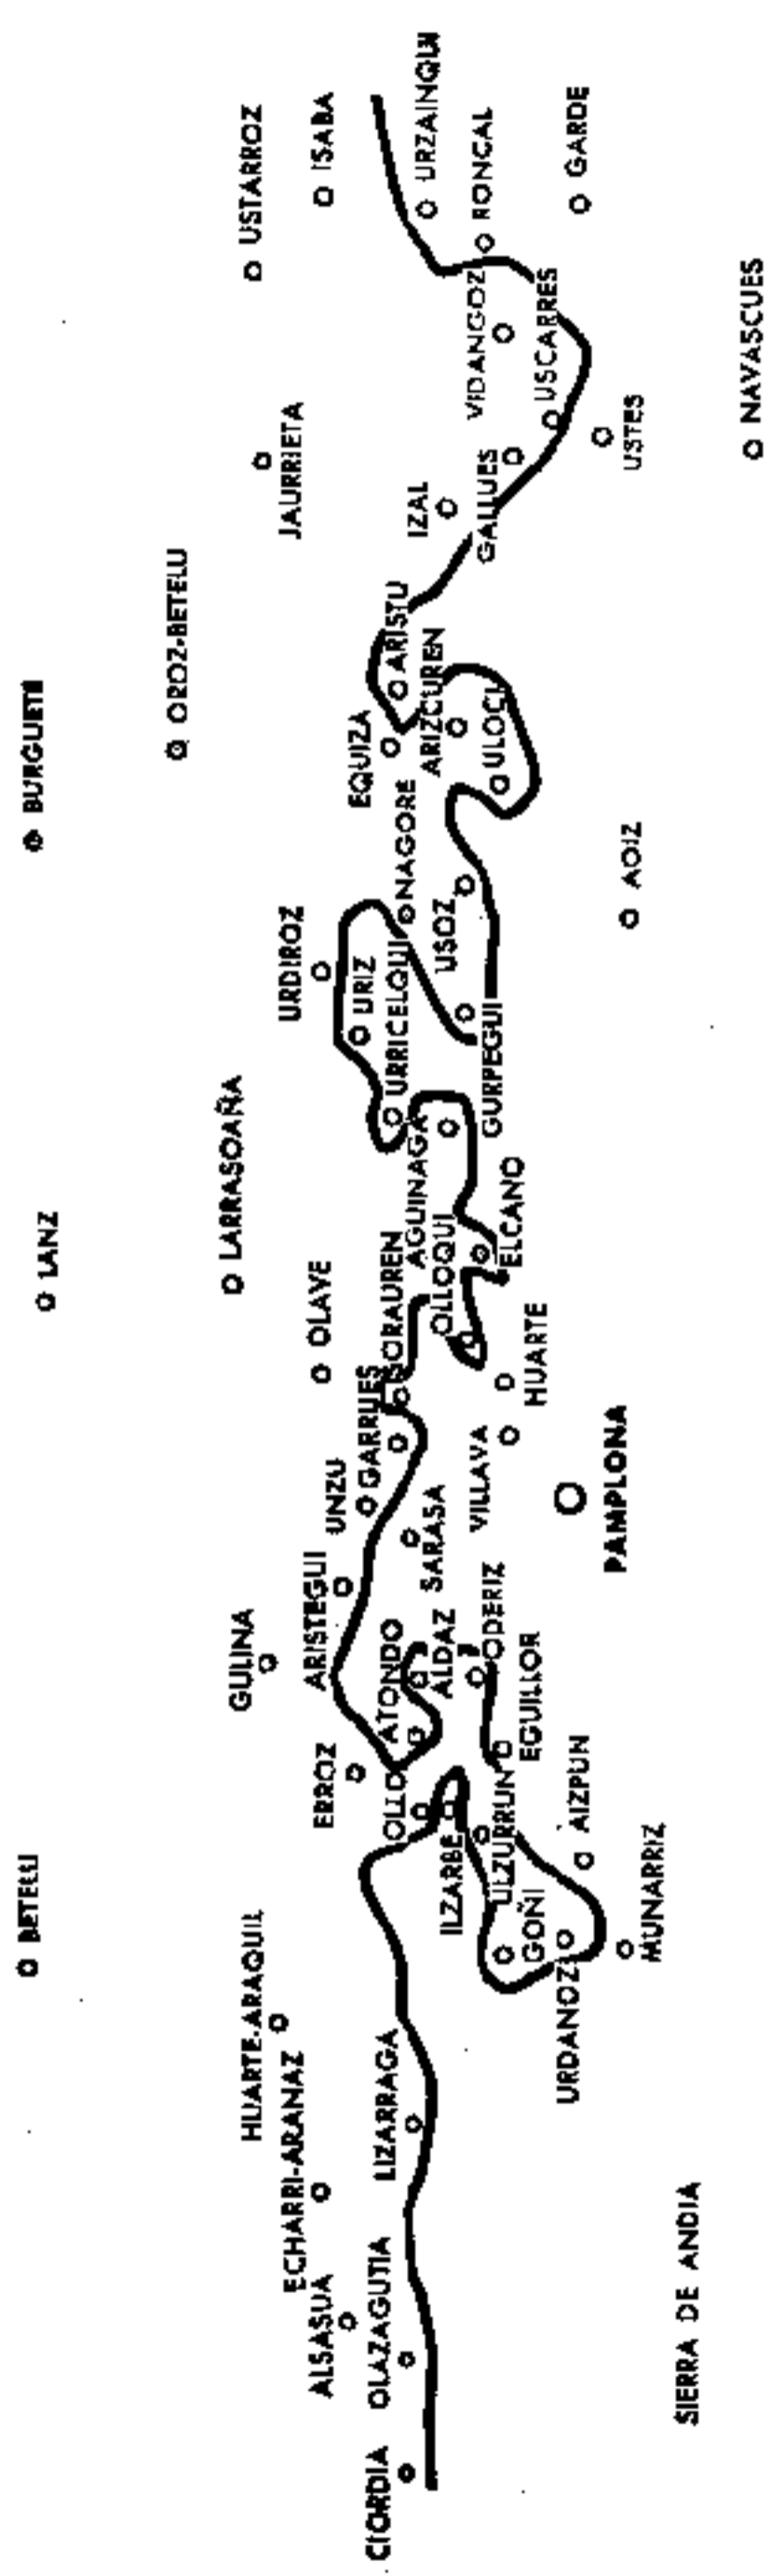 CIORDIA
OLAZAGUTIA
ALSASUA
ECHARRI-ARANAZ
HUARTE-ARAQUIL
LIZARRAGA
BETELU
SIERRA DE ANDIA
URDANOZ
MUNARRIZ
GOÑI
AIZPUN
ULZURRUN
ILZARBE
OLLO
ERROZ
EGUILLOR
ATONDO
ALDAZ
ODERIZ
GULINA
ARISTEGUI
SARASA
UNZU
GARRUES
SORAUREN
VILLAVA
PAMPLONA
HUARTE
OLAVE
OLLOQUI
ELCANO
LANZ
LARRASOAÑA
AGUINAGA
GURPEGUI
URRICELQUI
URIZ
URDIROZ
USOZ
NAGORE
AOIZ
BURGUETE
OROZ-BETELU
EQUIZA
ULOCI
ARIZCUREN
ARISTU
JAURRIETA
IZAL
GALLUES
USTES
USCARRES
VIDANGOZ
NAVASCUES
USTARROZ
ISABA
URZAINQUI
RONCAL
GARDE